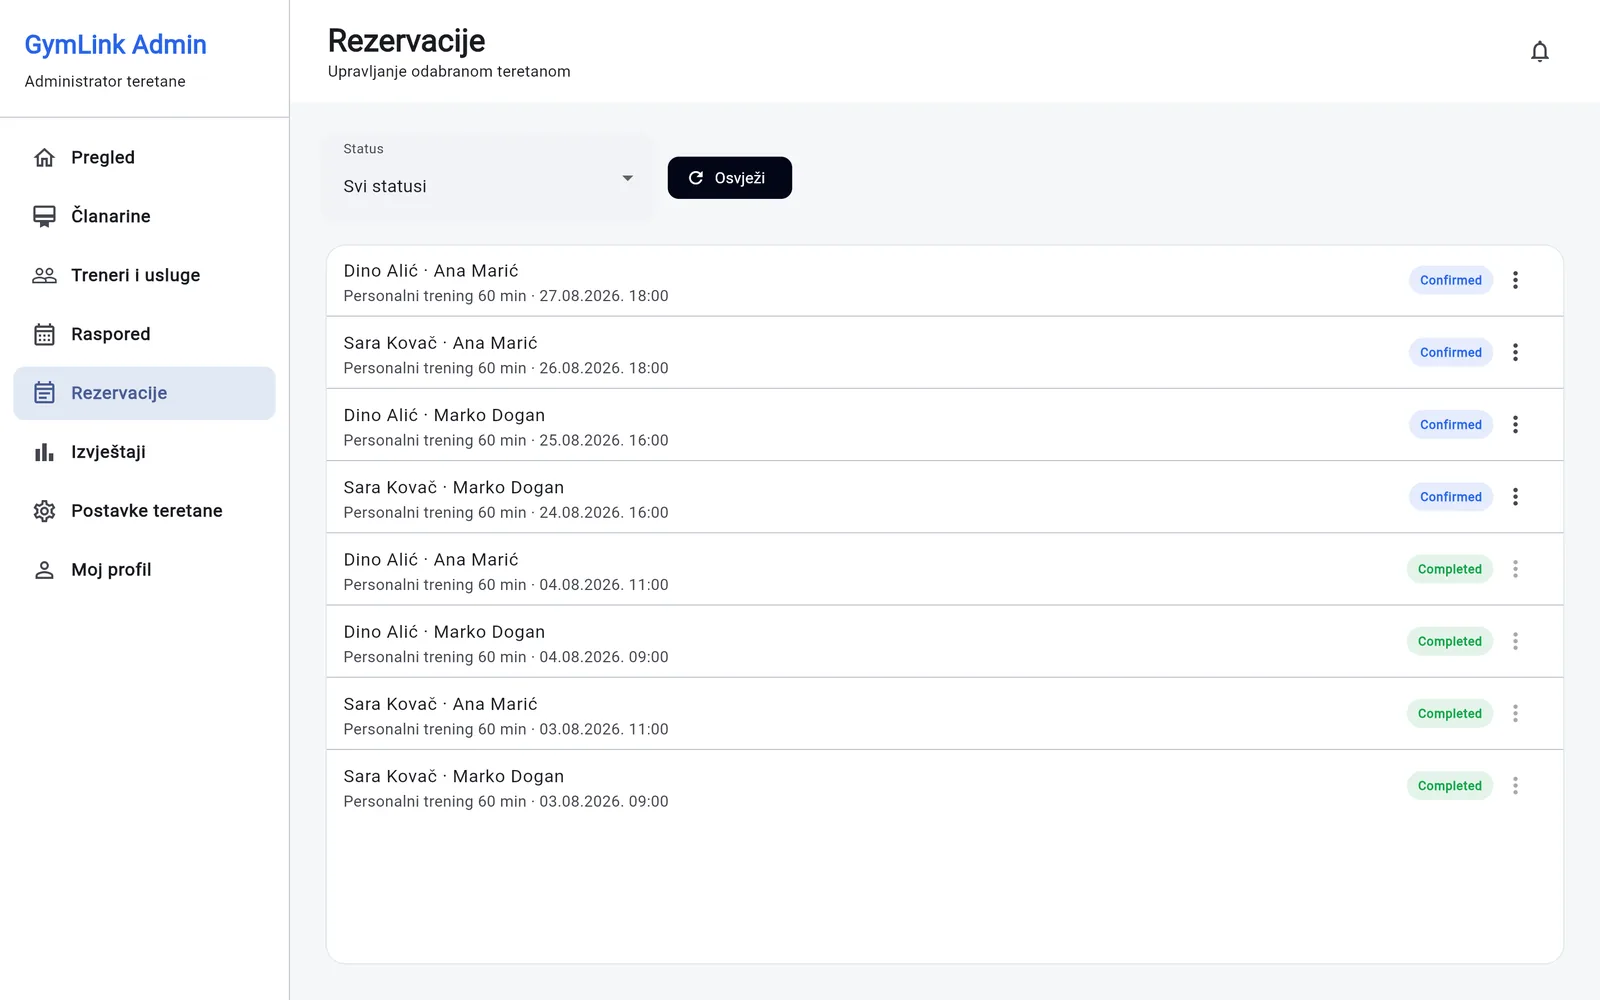 GymLink Admin
Administrator teretane
Pregled
Članarine
Treneri i usluge
Raspored
Rezervacije
Izvještaji
Postavke teretane
Moj profil
Rezervacije
Upravljanje odabranom teretanom
Status
Svi statusi
Osvježi
Dino Alić · Ana Marić
Personalni trening 60 min · 27.08.2026. 18:00
Confirmed
Sara Kovač · Ana Marić
Personalni trening 60 min · 26.08.2026. 18:00
Confirmed
Dino Alić · Marko Dogan
Personalni trening 60 min · 25.08.2026. 16:00
Confirmed
Sara Kovač · Marko Dogan
Personalni trening 60 min · 24.08.2026. 16:00
Confirmed
Dino Alić · Ana Marić
Personalni trening 60 min · 04.08.2026. 11:00
Completed
Dino Alić · Marko Dogan
Personalni trening 60 min · 04.08.2026. 09:00
Completed
Sara Kovač · Ana Marić
Personalni trening 60 min · 03.08.2026. 11:00
Completed
Sara Kovač · Marko Dogan
Personalni trening 60 min · 03.08.2026. 09:00
Completed